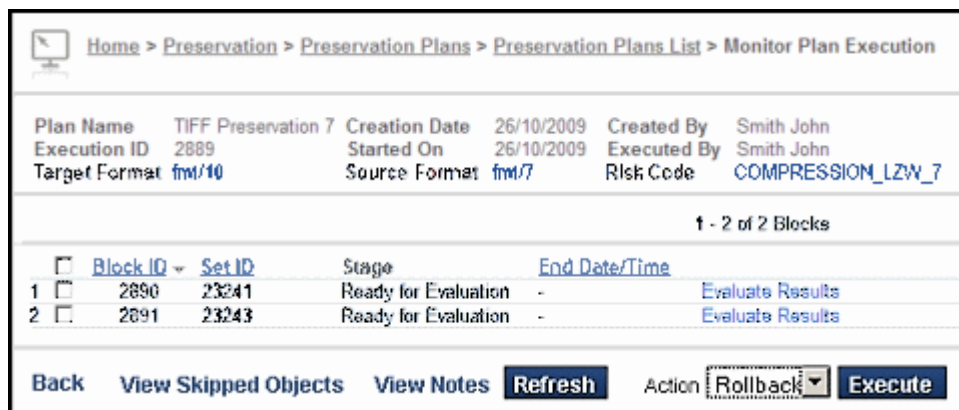 Home > Preservation > Preservation Plans > Preservation Plans List > Monitor Plan Execution
Plan Name TIFF Preservation 7 Creation Date 26/10/2009 Created By Smith John
Execution ID 2889 Started On 26/10/2009 Executed By Smith John
Target Format fmt/10 Source Format fmt/7 Risk Code COMPRESSION_LZW_7
1 - 2 of 2 Blocks
Block ID Set ID Stage End Date/Time
1 2890 23241 Ready for Evaluation - Evaluate Results
2 2891 23243 Ready for Evaluation - Evaluate Results
Back View Skipped Objects View Notes Refresh Action Rollback Execute